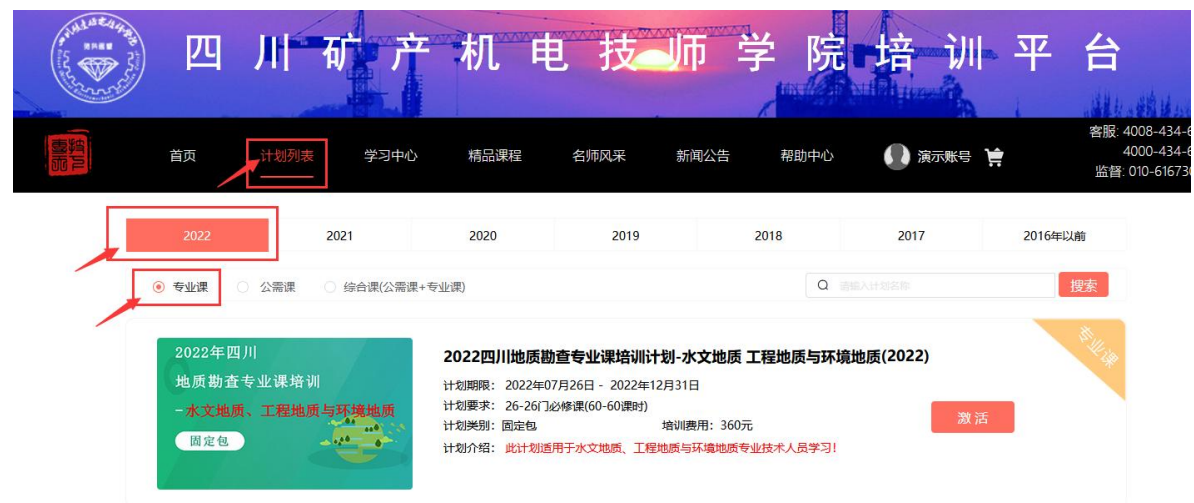 四川矿产机电技师学院培训平台
首页
计划列表
学习中心
精品课程
名师风采
新闻公告
帮助中心
演示账号
客服: 4008-434-6
4000-434-6
监督: 010-616730
2022
2021
2020
2019
2018
2017
2016年以前
专业课
公需课
综合课(公需课+专业课)
请输入计划名称
搜索
2022年四川
地质勘查专业课培训
-水文地质、工程地质与环境地质
固定包
2022四川地质勘查专业课培训计划-水文地质 工程地质与环境地质(2022)
计划期限: 2022年07月26日 - 2022年12月31日
计划要求: 26-26门必修课(60-60课时)
计划类别: 固定包 培训费用: 360元
计划介绍: 此计划适用于水文地质、工程地质与环境地质专业技术人员学习!
激活
专业课